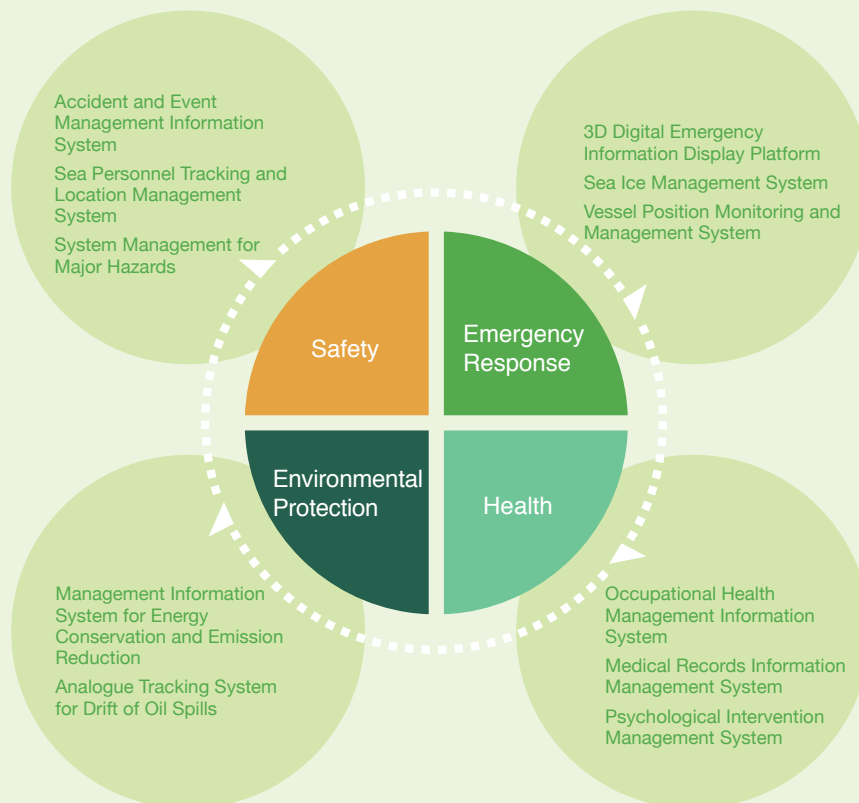 Accident and Event
Management Information
System
Sea Personnel Tracking and
Location Management
System
System Management for
Major Hazards
3D Digital Emergency
Information Display Platform
Sea Ice Management System
Vessel Position Monitoring and
Management System
Safety
Emergency
Response
Environmental
Protection
Health
Management Information
System for Energy
Conservation and Emission
Reduction
Analogue Tracking System
for Drift of Oil Spills
Occupational Health
Management Information
System
Medical Records Information
Management System
Psychological Intervention
Management System